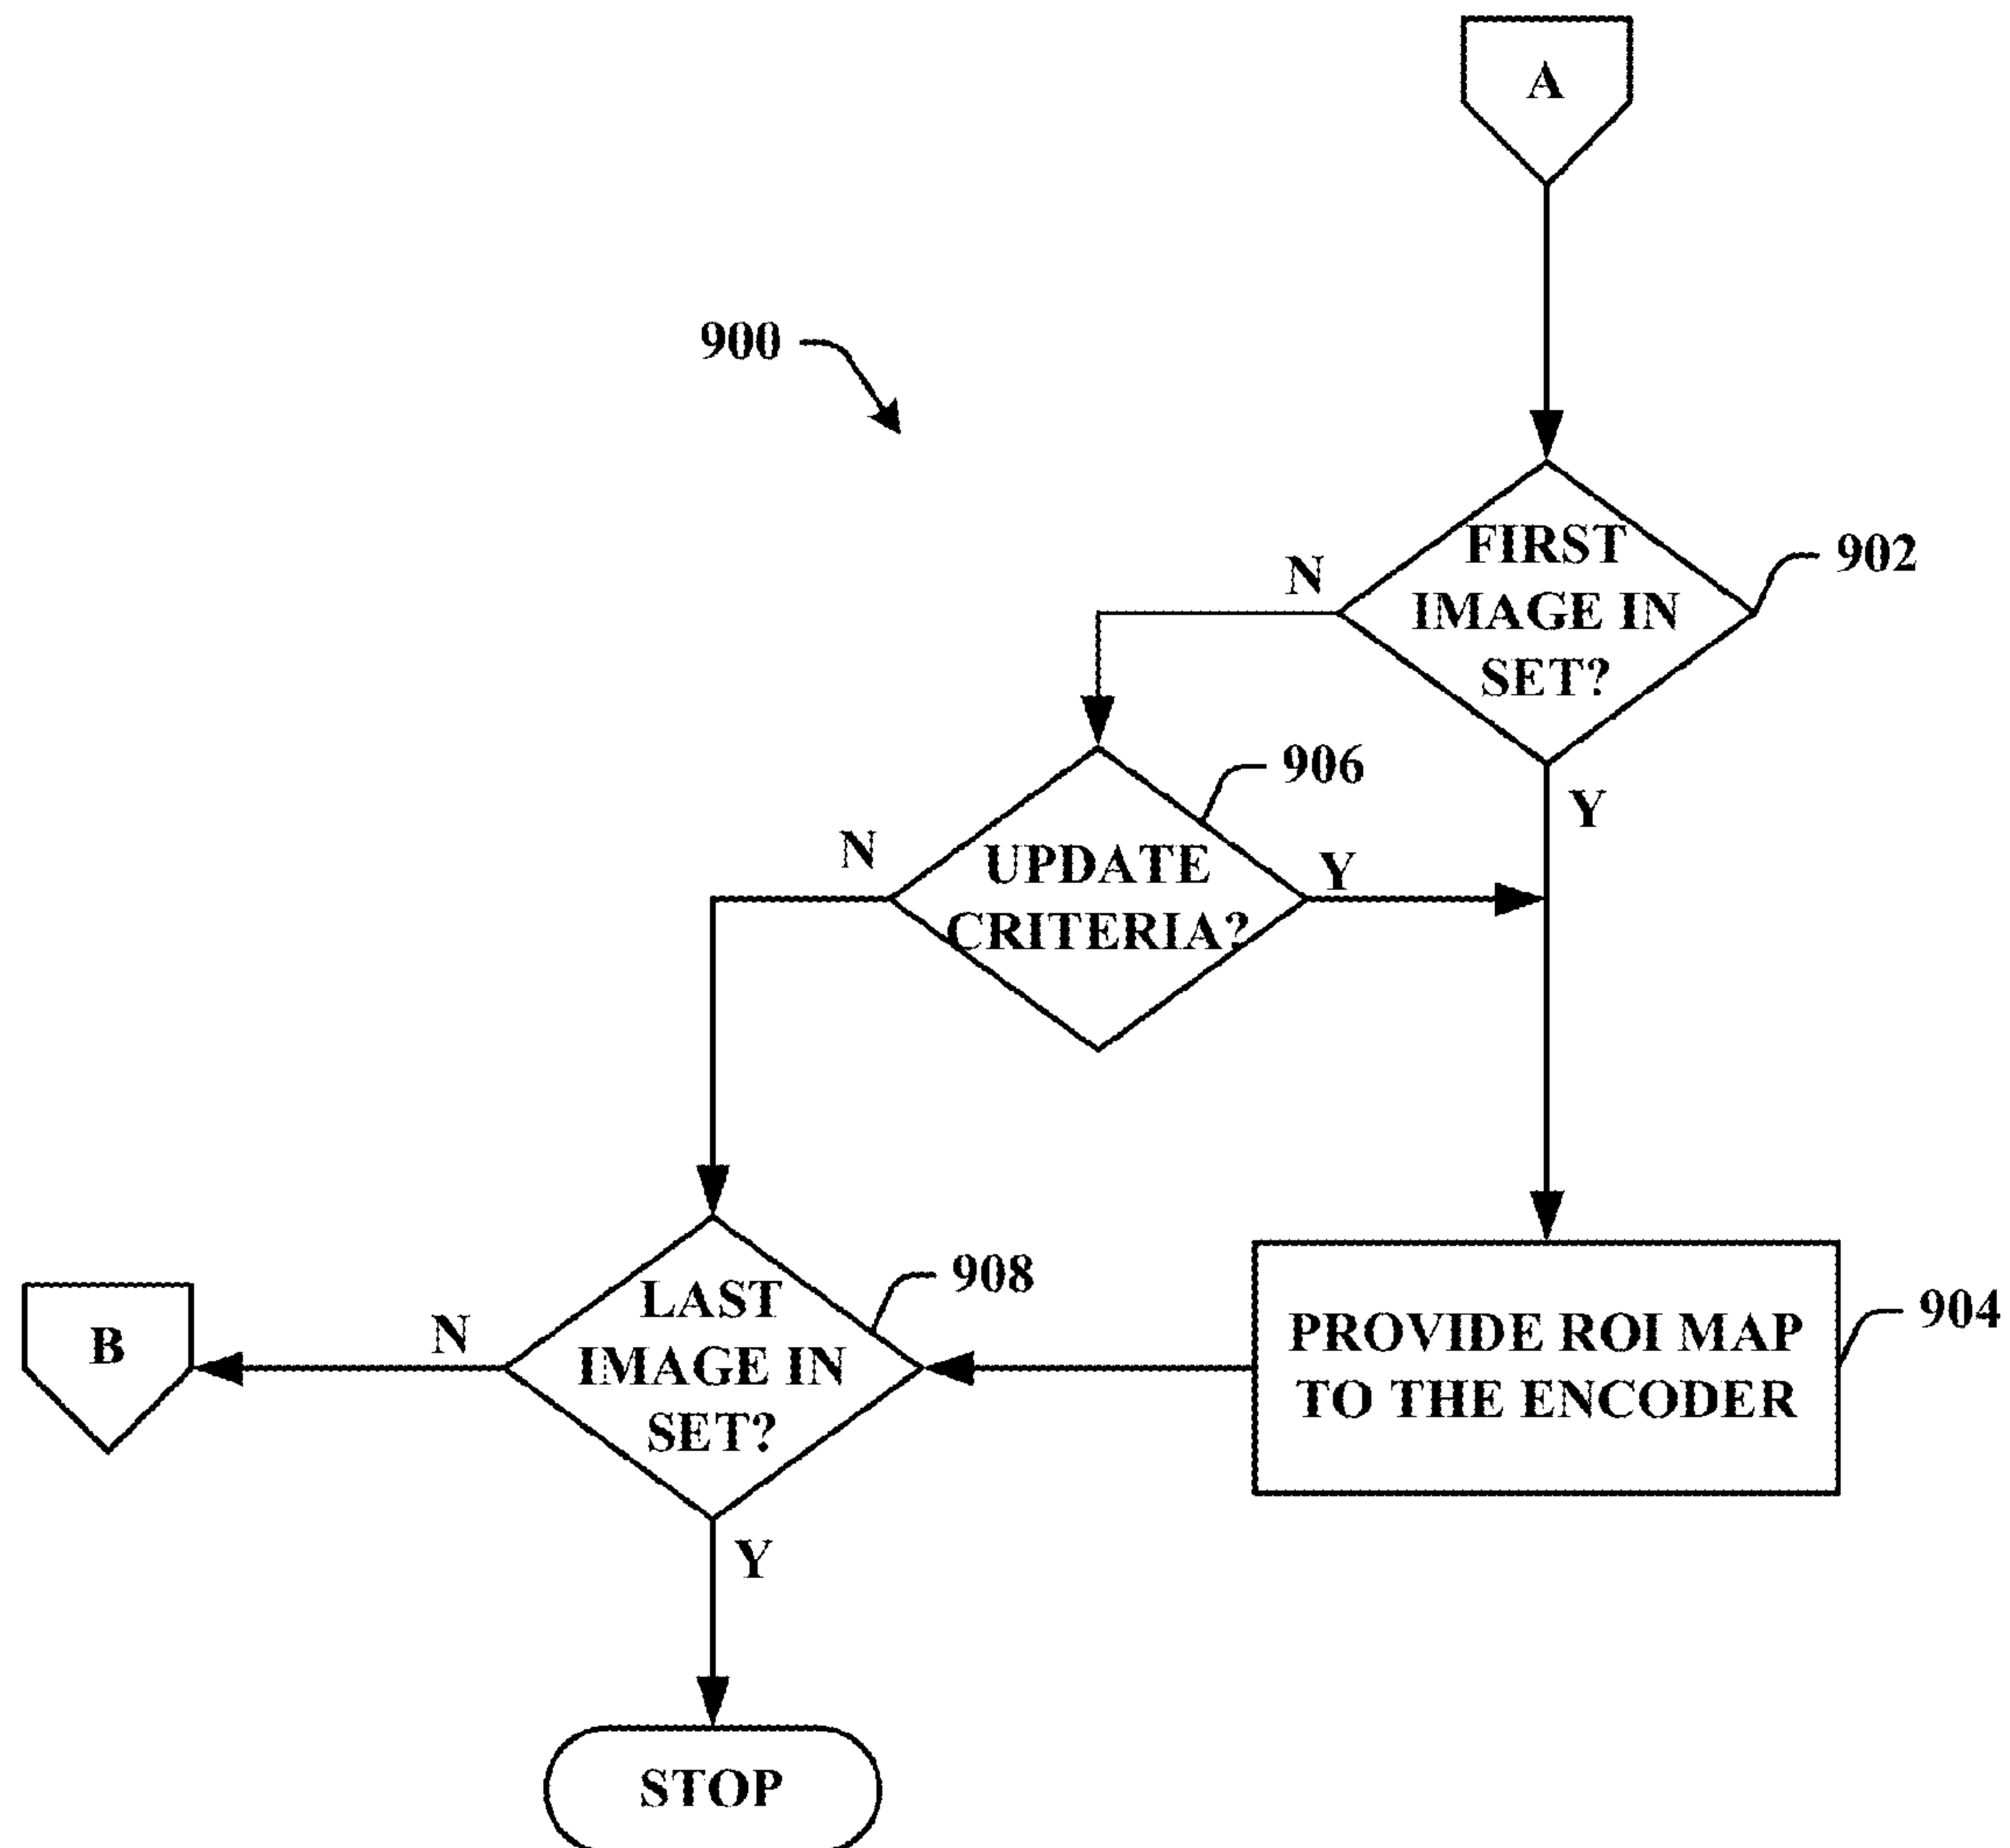 A
900
FIRST
IMAGE IN
SET?
902
N
Y
906
UPDATE
CRITERIA?
N
Y
LAST
IMAGE IN
SET?
908
N
B
PROVIDE ROI MAP
TO THE ENCODER
904
Y
STOP